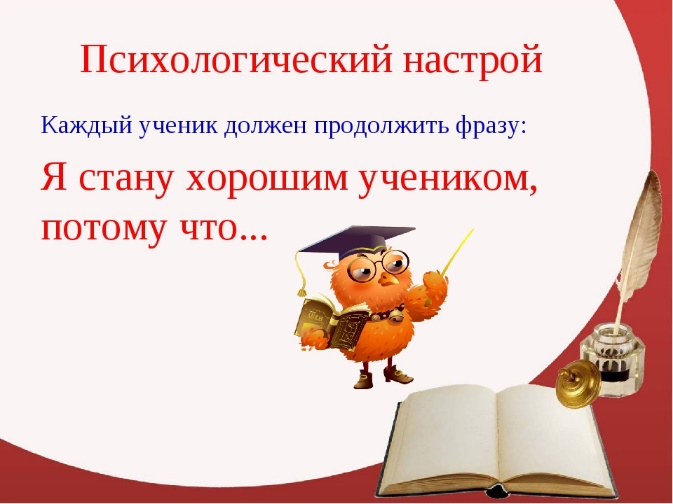 Психологический настрой
Каждый ученик должен продолжить фразу:
Я стану хорошим учеником,
потому что...